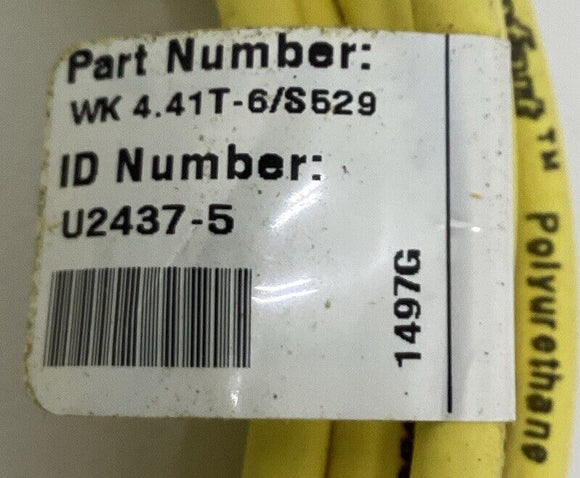 Part Number:
WK 4.41T-6/S529
ID Number:
U2437-5
1497G
™ Polyurethane